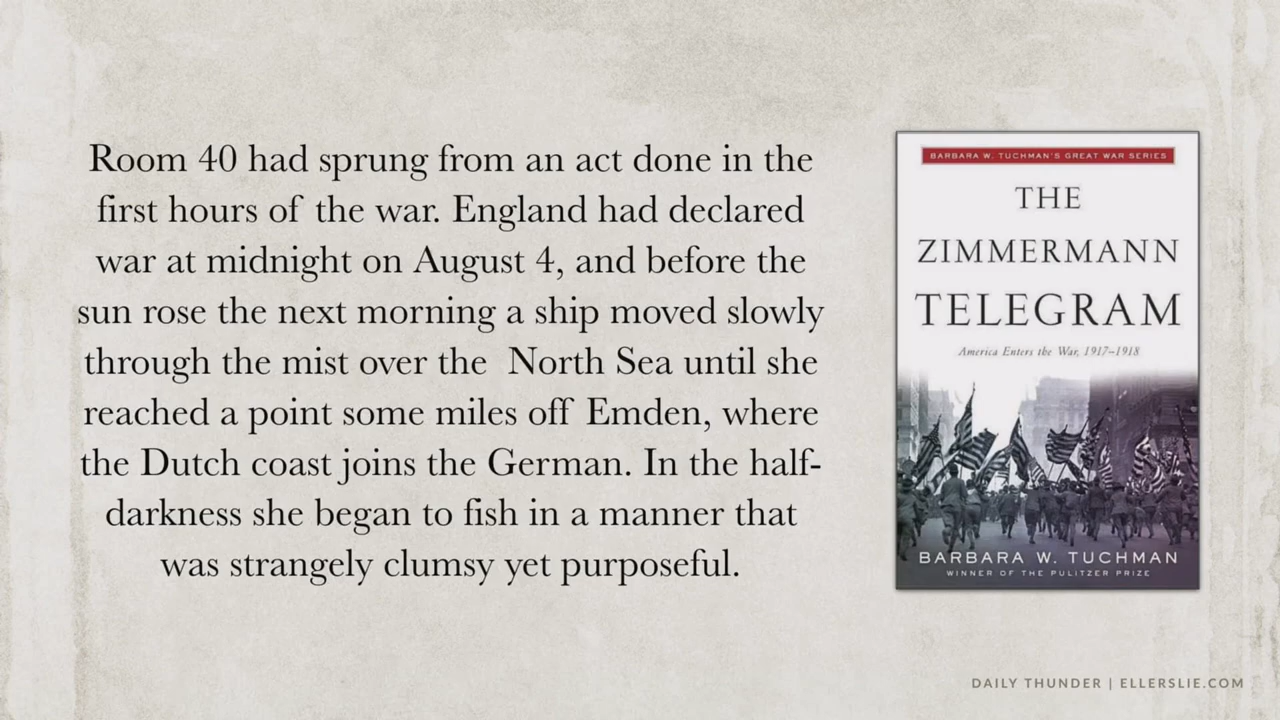 Room 40 had sprung from an act done in the
first hours of the war. England had declared
war at midnight on August 4, and before the
sun rose the next morning a ship moved slowly
through the mist over the North Sea until she
reached a point some miles off Emden, where
the Dutch coast joins the German. In the half-
darkness she began to fish in a manner that
was strangely clumsy yet purposeful.
BARBARA W. TUCHMAN'S GREAT WAR SERIES
THE
ZIMMERMANN
TELEGRAM
America Enters the War, 1917–1918
BARBARA W. TUCHMAN
WINNER OF THE PULITZER PRIZE
DAILY THUNDER | ELLERSLIE.COM